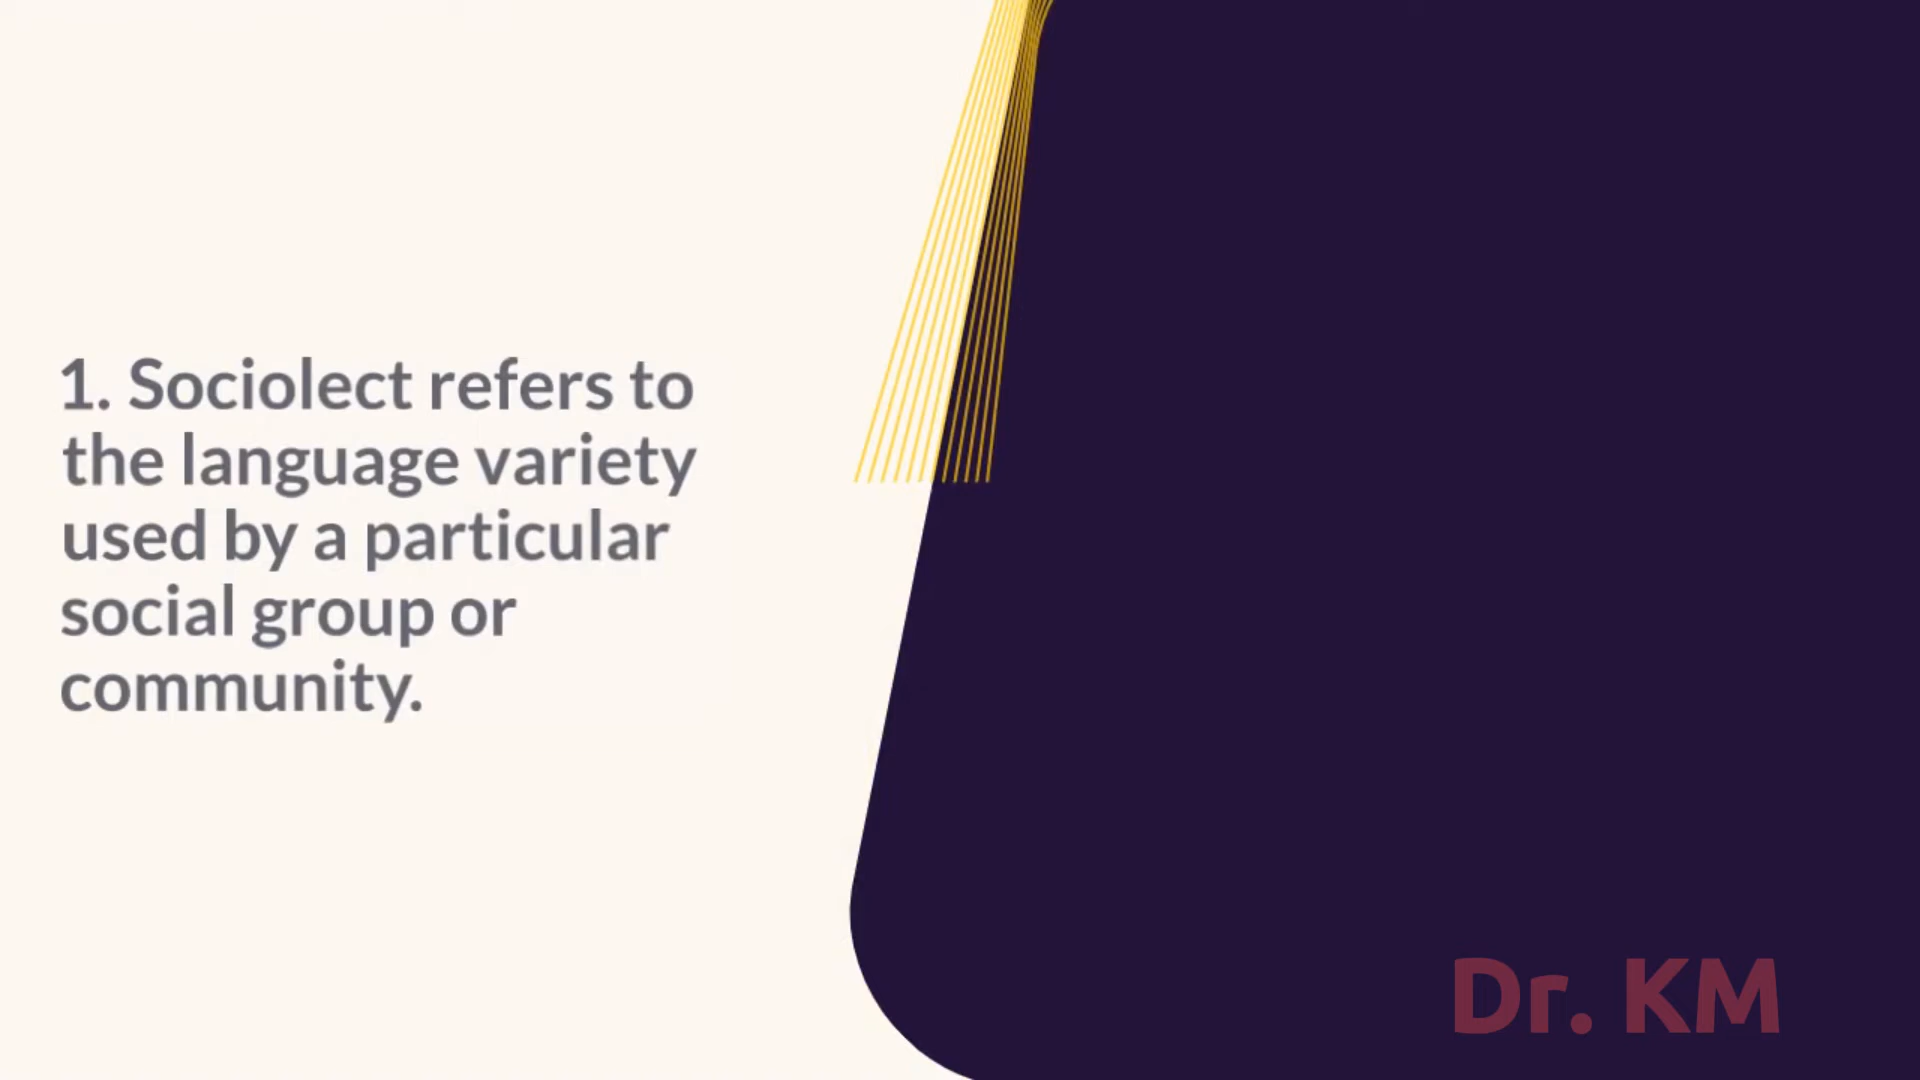 1. Sociolect refers to
the language variety
used by a particular
social group or
community.
Dr. KM